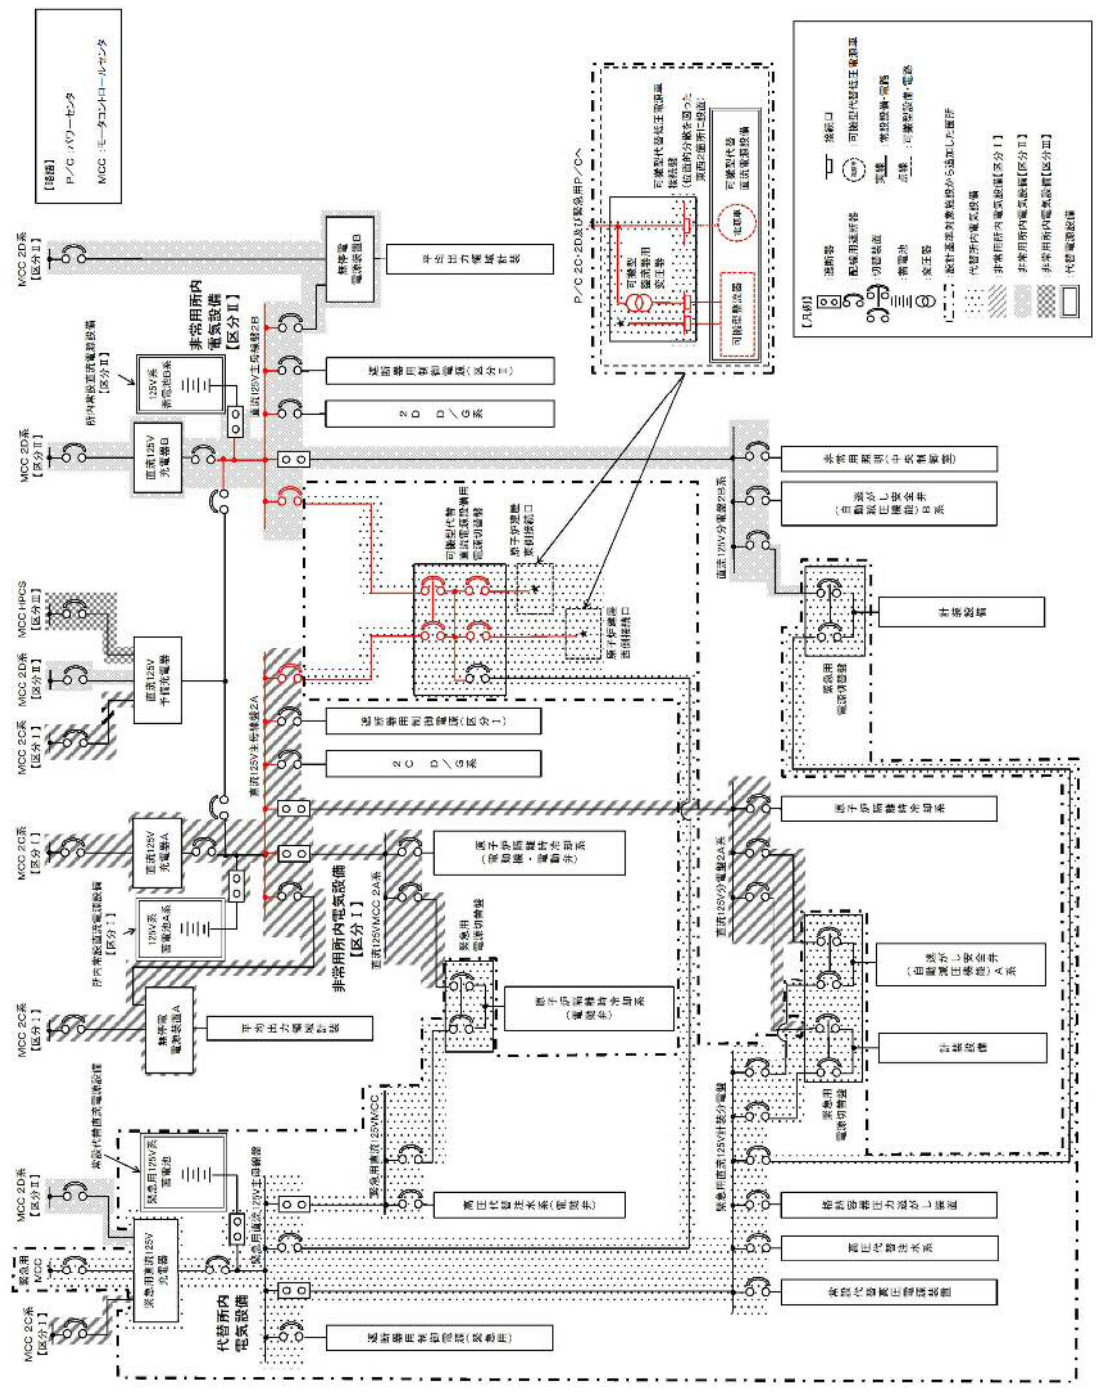 【略語】
P／C：パワーセンタ
MCC：モータコントロールセンタ
MCC 2D系
【区分Ⅱ】
無停電
電源装置B
平均出力領域計装
非常用所内
電気設備
【区分Ⅱ】
所内常設直流電源設備
【区分Ⅱ】
125V系
蓄電池B系
直流125V主母線盤2B
遮断器用制御電源(区分Ⅱ)
2D D／G系
MCC 2D系
【区分Ⅱ】
直流125V
充電器B
直流125V分電盤2B系
非常用照明(中央制御室)
逃がし安全弁
(自動減圧機能)B系
緊急用
電源切替盤
計装設備
P／C 2C・2D及び緊急用P／Cへ
可搬型代替低圧電源車
接続盤
(位置的分散を図った
東西2箇所に設置)
可搬型
整流器用
変圧器
可搬型代替
直流電源設備
電源車
可搬型整流器
【凡例】
：遮断器
：配線用遮断器
：切替装置
：蓄電池
：変圧器
：接続口
：可搬型代替低圧電源車
実線：常設設備・電路
点線：可搬型設備・電路
：設計基準対象施設から追加した箇所
：代替所内電気設備
：非常用所内電気設備【区分Ⅰ】
：非常用所内電気設備【区分Ⅱ】
：非常用所内電気設備【区分Ⅲ】
：代替電源設備
MCC HPCS
【区分Ⅲ】
MCC 2D系
【区分Ⅱ】
MCC 2C系
【区分Ⅰ】
直流125V
予備充電器
可搬型代替
直流電源設備用
電源切替盤
原子炉建屋
東側接続口
原子炉建屋
西側接続口
直流125V主母線盤2A
遮断器用制御電源(区分Ⅰ)
2C D／G系
MCC 2C系
【区分Ⅰ】
直流125V
充電器A
所内常設直流電源設備
【区分Ⅰ】
125V系
蓄電池A系
非常用所内電気設備
【区分Ⅰ】
直流125VMCC 2A系
原子炉隔離時冷却系
(電動機・電動弁)
緊急用
電源切替盤
原子炉隔離時冷却系
(電動弁)
直流125V分電盤2A系
原子炉隔離時冷却系
逃がし安全弁
(自動減圧機能)A系
計装設備
緊急用
電源切替盤
MCC 2C系
【区分Ⅰ】
無停電
電源装置A
平均出力領域計装
常設代替直流電源設備
緊急用125V系
蓄電池
緊急用直流125V主母線盤
緊急用直流125VMCC
高圧代替注水系(電動弁)
緊急用直流125V計装分電盤
格納容器圧力逃がし装置
高圧代替注水系
常設代替高圧電源装置
MCC 2D系
【区分Ⅱ】
緊急用
MCC
MCC 2C系
【区分Ⅰ】
緊急用直流125V
充電器
代替所内
電気設備
遮断器用制御電源(緊急用)